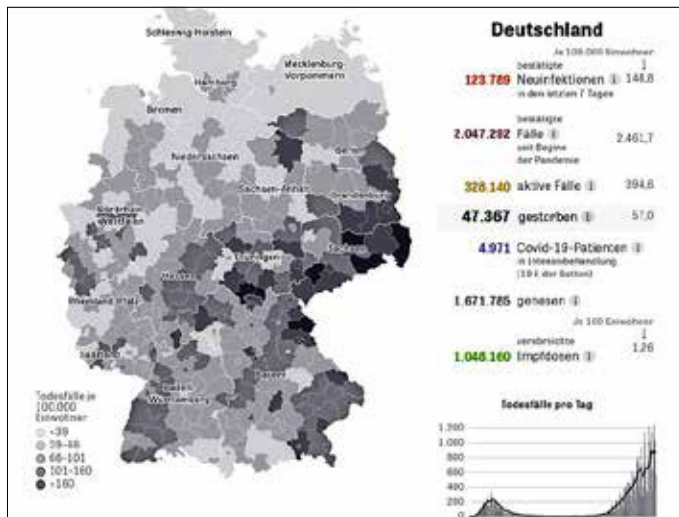 Schleswig-Holstein
Mecklenburg-
Vorpommern
Hamburg
Bremen
Niedersachsen
Berlin
Sachsen-Anhalt
Brandenburg
Nordrhein-
Westfalen
Sachsen
Thüringen
Hessen
Rheinland-Pfalz
Saarland
Bayern
Baden-
Württemberg
Todesfälle je
100.000
Einwohner
101-160
>160
Deutschland
Je 100.000 Einwohner
bestätigte
123.789 Neuinfektionen 148,8
in den letzten 7 Tagen
bestätigte
2.047.292 Fälle 2.461,7
seit Beginn
der Pandemie
328.140 aktive Fälle 394,6
47.367 gestorben 57,0
4.971 Covid-19-Patienten
in Intensivbehandlung
der Betten)
1.671.785 genesen
Je 100 Einwohner
verabreichte
1.048.160 Impfdosen 1,26
Todesfälle pro Tag
1.200
1.000
800
600
400
200
0